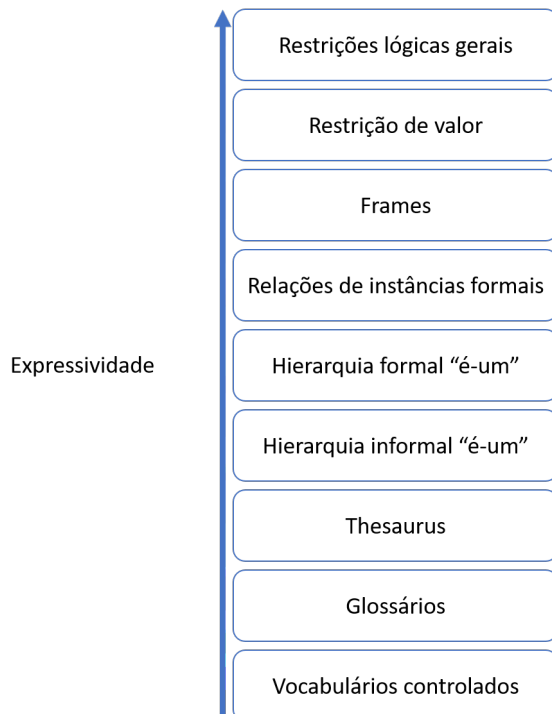 Restrições lógicas gerais
Restrição de valor
Frames
Relações de instâncias formais
Expressividade
Hierarquia formal “é-um”
Hierarquia informal “é-um”
Thesaurus
Glossários
Vocabulários controlados